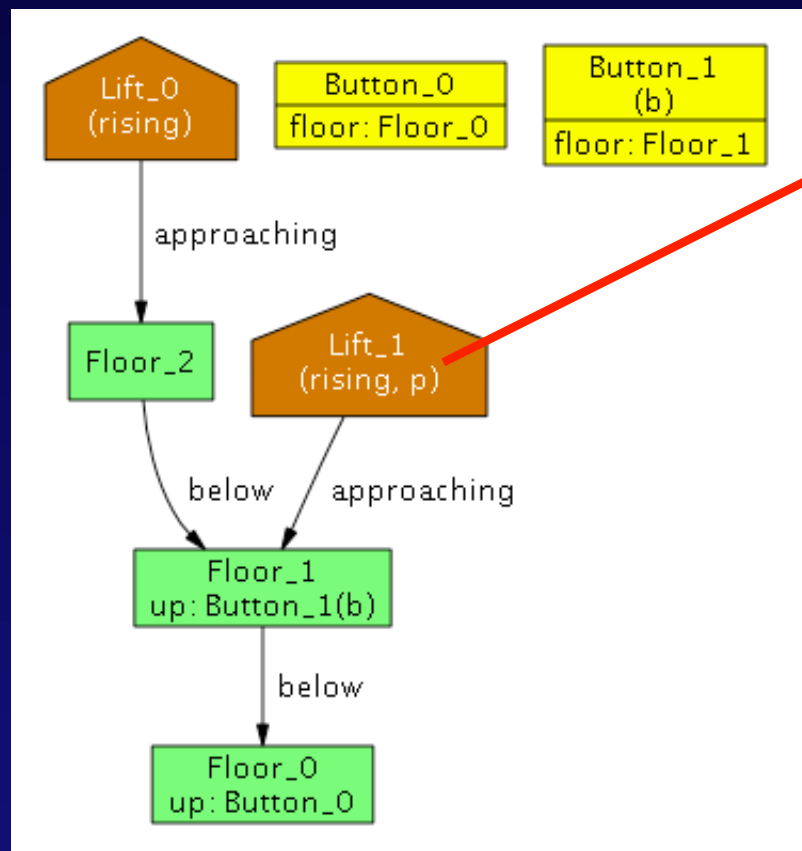 Lift_0
(rising)
Button_0
floor: Floor_0
Button_1
(b)
floor: Floor_1
approaching
Floor_2
Lift_1
(rising, p)
below
approaching
Floor_1
up: Button_1(b)
below
Floor_0
up: Button_0